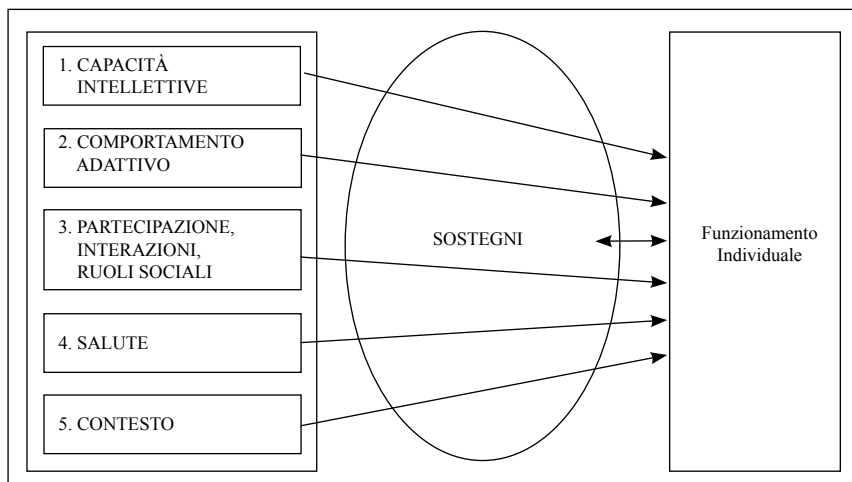 1. CAPACITÀ
INTELLETTIVE
2. COMPORTAMENTO
ADATTIVO
3. PARTECIPAZIONE,
INTERAZIONI,
RUOLI SOCIALI
4. SALUTE
5. CONTESTO
SOSTEGNI
Funzionamento
Individuale